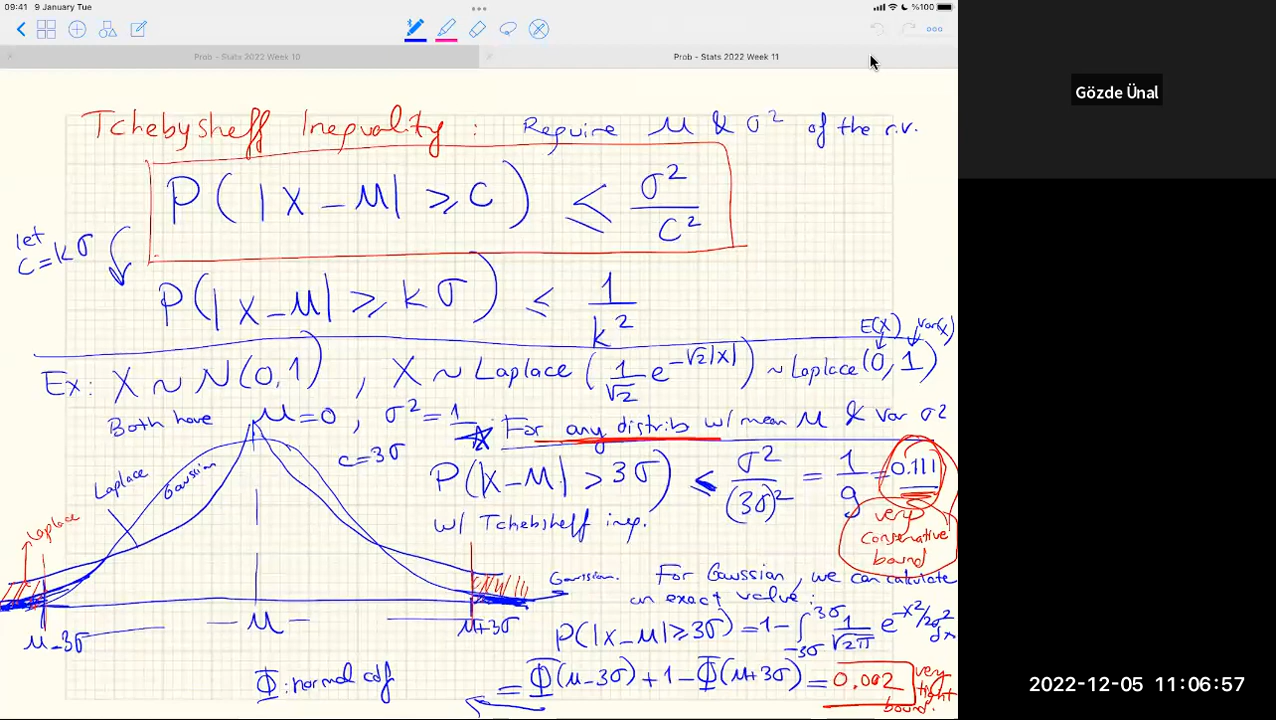 09:41 9 January Tue
%100
Prob - Stats 2022 Week 10
Prob - Stats 2022 Week 11
Gözde Ünal
Tchebysheff Inequality : Require μ & σ² of the r.v.
P(|X-μ| ≥ C) ≤ σ²/C²
let C=kσ
P(|X-μ| ≥ kσ) ≤ 1/k²
E(X) Var(X)
Ex: X ~ N(0,1) , X ~ Laplace (1/√2 e^(-√2|X|)) ~ Laplace(0, 1)
Both have μ=0 , σ²=1
For any distrib w/ mean μ & var σ²
c=3σ
P(|X-μ| > 3σ) ≤ σ²/(3σ)² = 1/9 = 0.111
very conservative bound
w/ Tchebsheff ineq.
Laplace
Gaussian
Laplace
Gaussian.
For Gaussian, we can calculate an exact value:
P(|X-μ| ≥ 3σ) = 1 - ∫_{-3σ}^{3σ} 1/√2π e^(-x²/2σ²) dx
μ-3σ
-μ-
μ+3σ
Φ: normal cdf
= Φ(μ-3σ) + 1 - Φ(μ+3σ) = 0.002
very tight bound.
2022-12-05 11:06:57